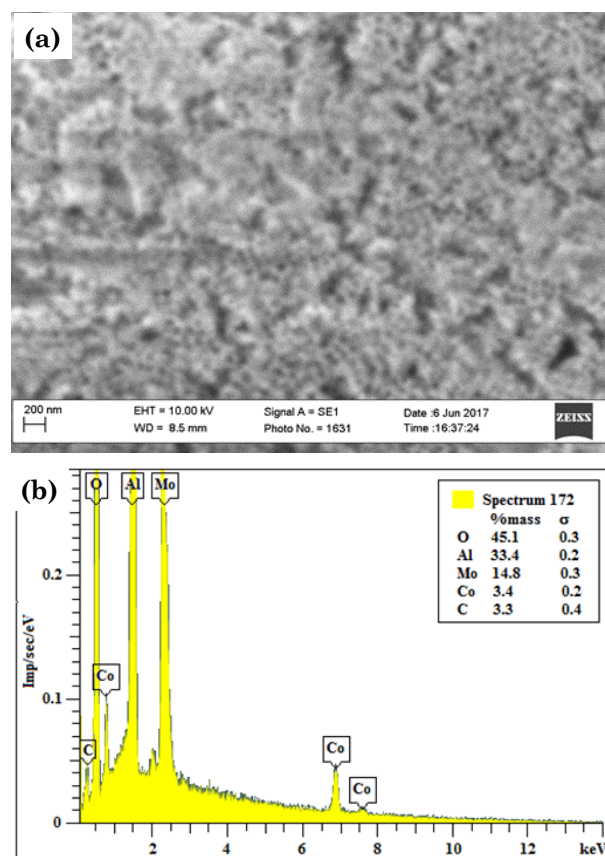 (a)
200 nm
EHT = 10.00 kV
Signal A = SE1
Date :6 Jun 2017
WD = 8.5 mm
Photo No. = 1631
Time :16:37:24
ZEISS
(b)
O
Al
Mo
Spectrum 172
%mass σ
O 45.1 0.3
Al 33.4 0.2
Mo 14.8 0.3
Co 3.4 0.2
C 3.3 0.4
0.2
Imp/sec/eV
Co
0.1
C
Co
Co
0
2 4 6 8 10 12 keV